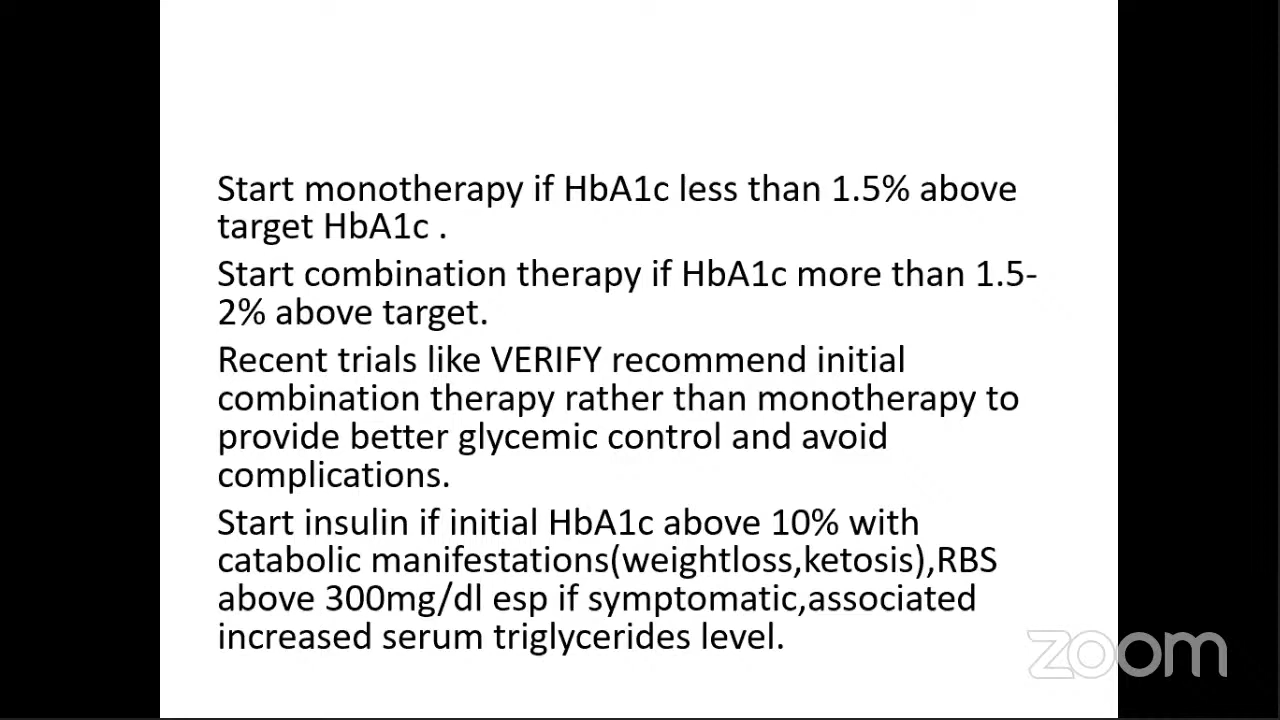 Start monotherapy if HbA1c less than 1.5% above
target HbA1c .
Start combination therapy if HbA1c more than 1.5-
2% above target.
Recent trials like VERIFY recommend initial
combination therapy rather than monotherapy to
provide better glycemic control and avoid
complications.
Start insulin if initial HbA1c above 10% with
catabolic manifestations(weightloss,ketosis),RBS
above 300mg/dl esp if symptomatic,associated
increased serum triglycerides level.
zoom